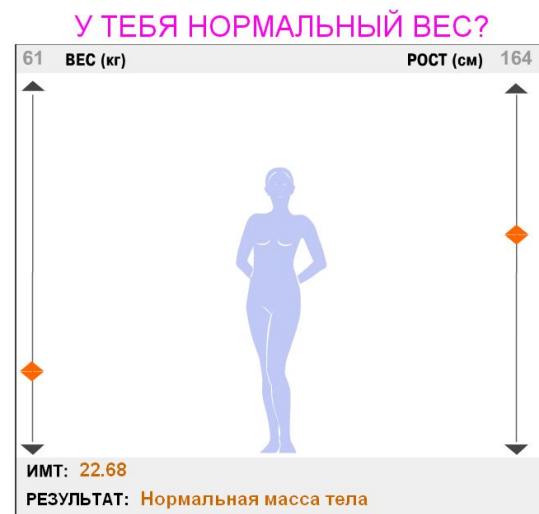 У ТЕБЯ НОРМАЛЬНЫЙ ВЕС?
61 ВЕС (кг) РОСТ (см) 164
ИМТ: 22.68
РЕЗУЛЬТАТ: Нормальная масса тела